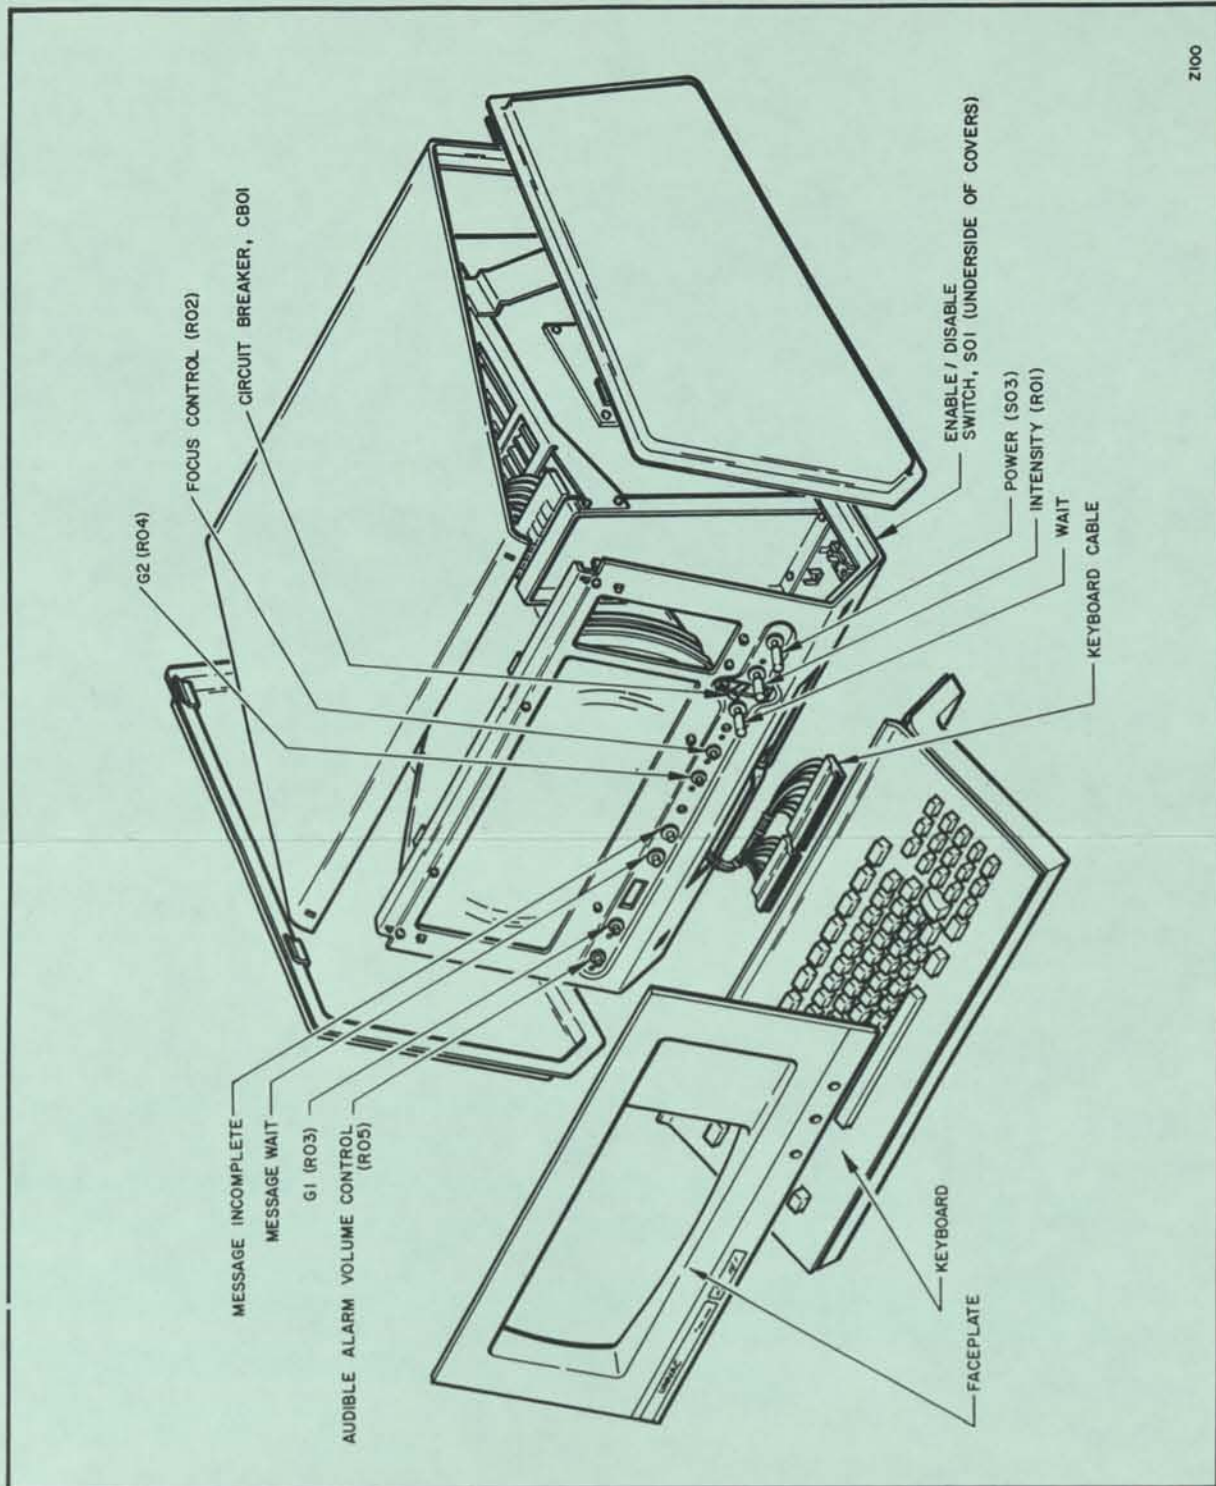 G2 (R04)
FOCUS CONTROL (R02)
CIRCUIT BREAKER, CB01
MESSAGE INCOMPLETE
MESSAGE WAIT
G1 (R03)
AUDIBLE ALARM VOLUME CONTROL
(R05)
ENABLE / DISABLE
SWITCH, S01 (UNDERSIDE OF COVERS)
POWER (S03)
INTENSITY (R01)
WAIT
KEYBOARD CABLE
KEYBOARD
FACEPLATE
UNIVAC
Z100